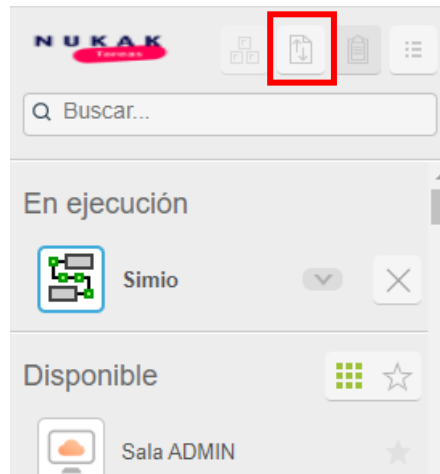 NUKAK
Tareas
Buscar...
En ejecución
Simio
Disponible
Sala ADMIN